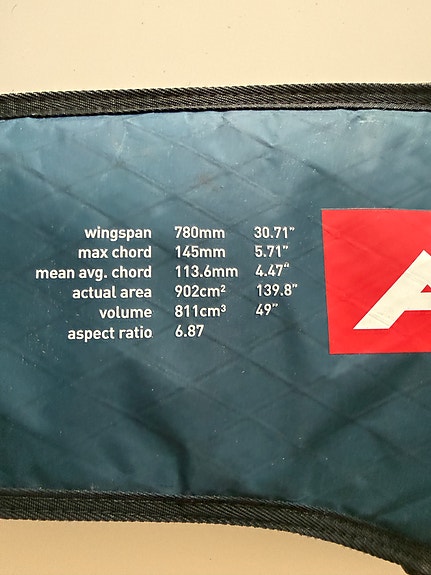 wingspan 780mm 30.71"
max chord 145mm 5.71"
mean avg. chord 113.6mm 4.47"
actual area 902cm² 139.8"
volume 811cm³ 49"
aspect ratio 6.87
A